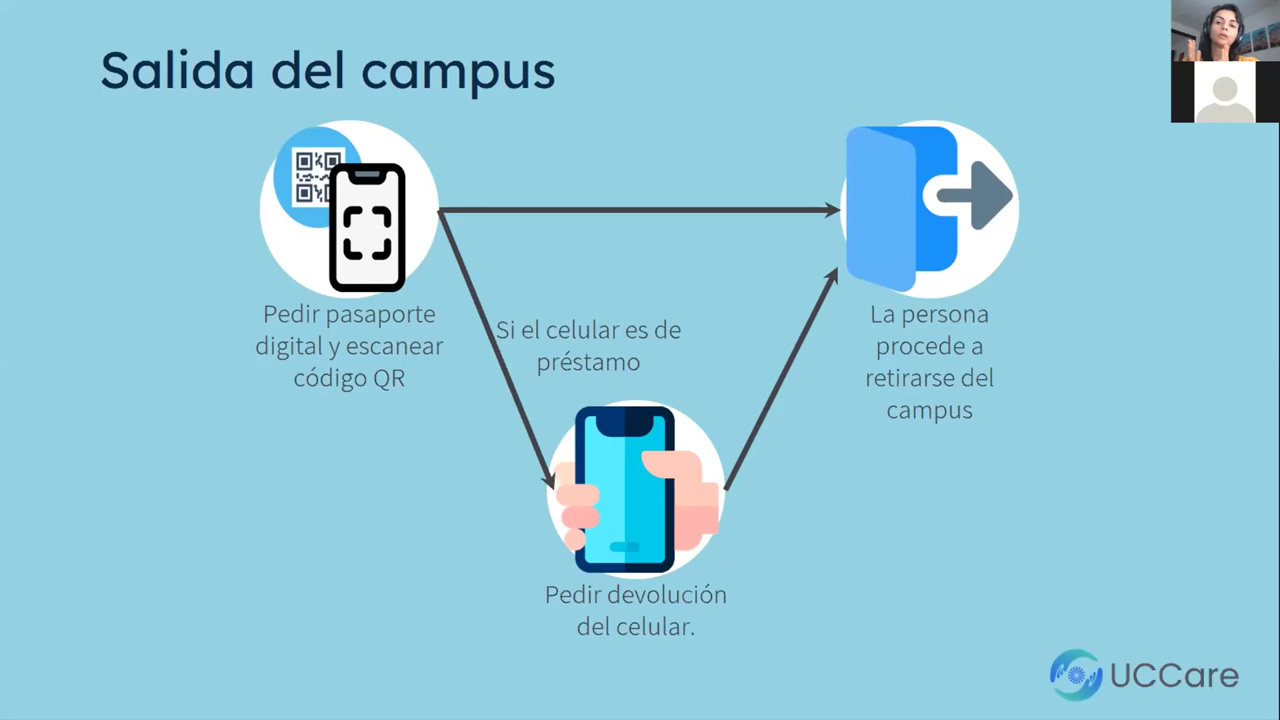 Salida del campus
Pedir pasaporte
digital y escanear
código QR
Si el celular es de
préstamo
La persona
procede a
retirarse del
campus
Pedir devolución
del celular.
UCCare